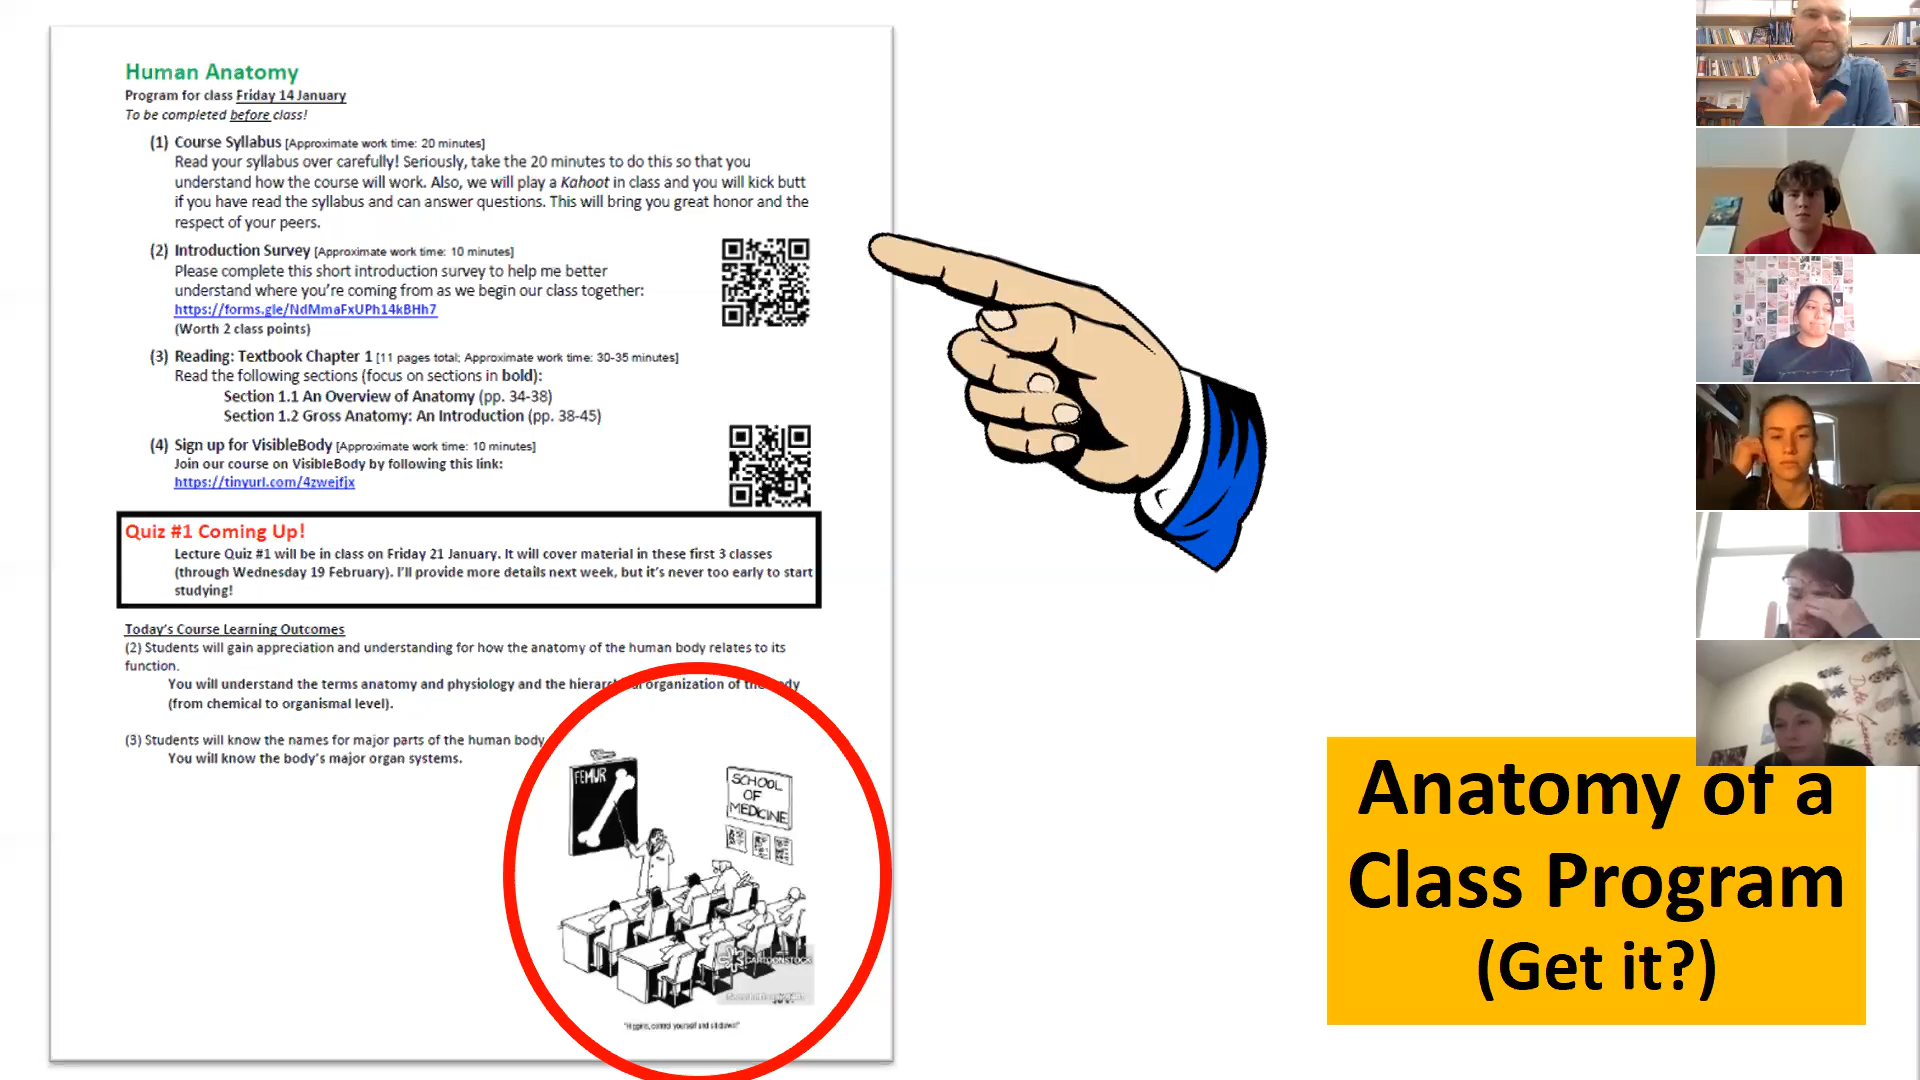 Human Anatomy
Program for class Friday 14 January
To be completed before class!
(1) Course Syllabus [Approximate work time: 20 minutes]
Read your syllabus over carefully! Seriously, take the 20 minutes to do this so that you
understand how the course will work. Also, we will play a Kahoot in class and you will kick butt
if you have read the syllabus and can answer questions. This will bring you great honor and the
respect of your peers.
(2) Introduction Survey [Approximate work time: 10 minutes]
Please complete this short introduction survey to help me better
understand where you're coming from as we begin our class together:
https://forms.gle/NdMmaFxUPh14kBHh7
(Worth 2 class points)
(3) Reading: Textbook Chapter 1 [11 pages total; Approximate work time: 30-35 minutes]
Read the following sections (focus on sections in bold):
Section 1.1 An Overview of Anatomy (pp. 34-38)
Section 1.2 Gross Anatomy: An Introduction (pp. 38-45)
(4) Sign up for VisibleBody [Approximate work time: 10 minutes]
Join our course on VisibleBody by following this link:
https://tinyurl.com/4zwejfjx
Quiz #1 Coming Up!
Lecture Quiz #1 will be in class on Friday 21 January. It will cover material in these first 3 classes
(through Wednesday 19 February). I'll provide more details next week, but it's never too early to start
studying!
Today's Course Learning Outcomes
(2) Students will gain appreciation and understanding for how the anatomy of the human body relates to its
function.
You will understand the terms anatomy and physiology and the organization of the
(from chemical to organismal level).
(3) Students will know the names for major parts of the human body
You will know the body's major organ systems.
FEMUR
SCHOOL
OF
MEDICINE
CARTOONSTOCK
"Higgins, control yourself and sit down!"
Anatomy of a
Class Program
(Get it?)